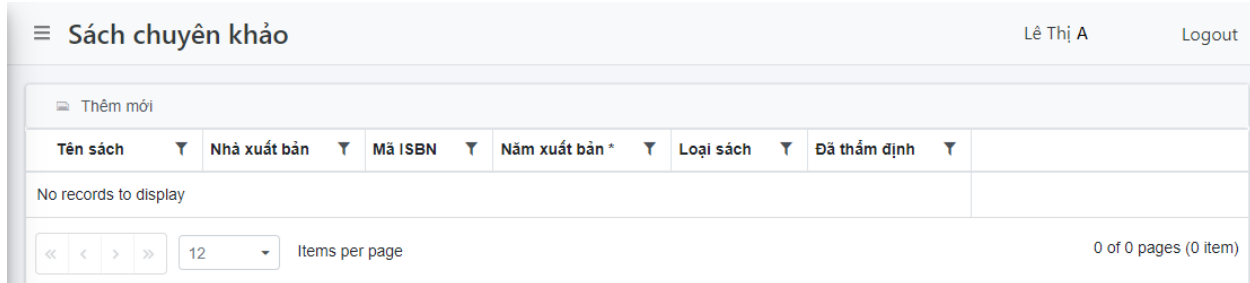 Sách chuyên khảo Lê Thị A Logout
Thêm mới
Tên sách Nhà xuất bản Mã ISBN Năm xuất bản * Loại sách Đã thẩm định
No records to display
12 Items per page 0 of 0 pages (0 item)